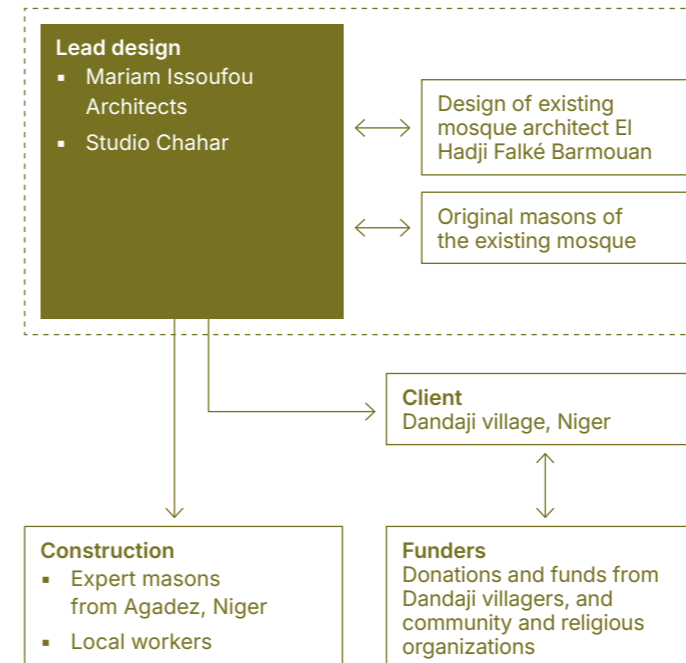 Lead design
▪ Mariam Issoufou
Architects
▪ Studio Chahar
Design of existing
mosque architect El
Hadji Falké Barmouan
Original masons of
the existing mosque
Client
Dandaji village, Niger
Construction
▪ Expert masons
from Agadez, Niger
▪ Local workers
Funders
Donations and funds from
Dandaji villagers, and
community and religious
organizations